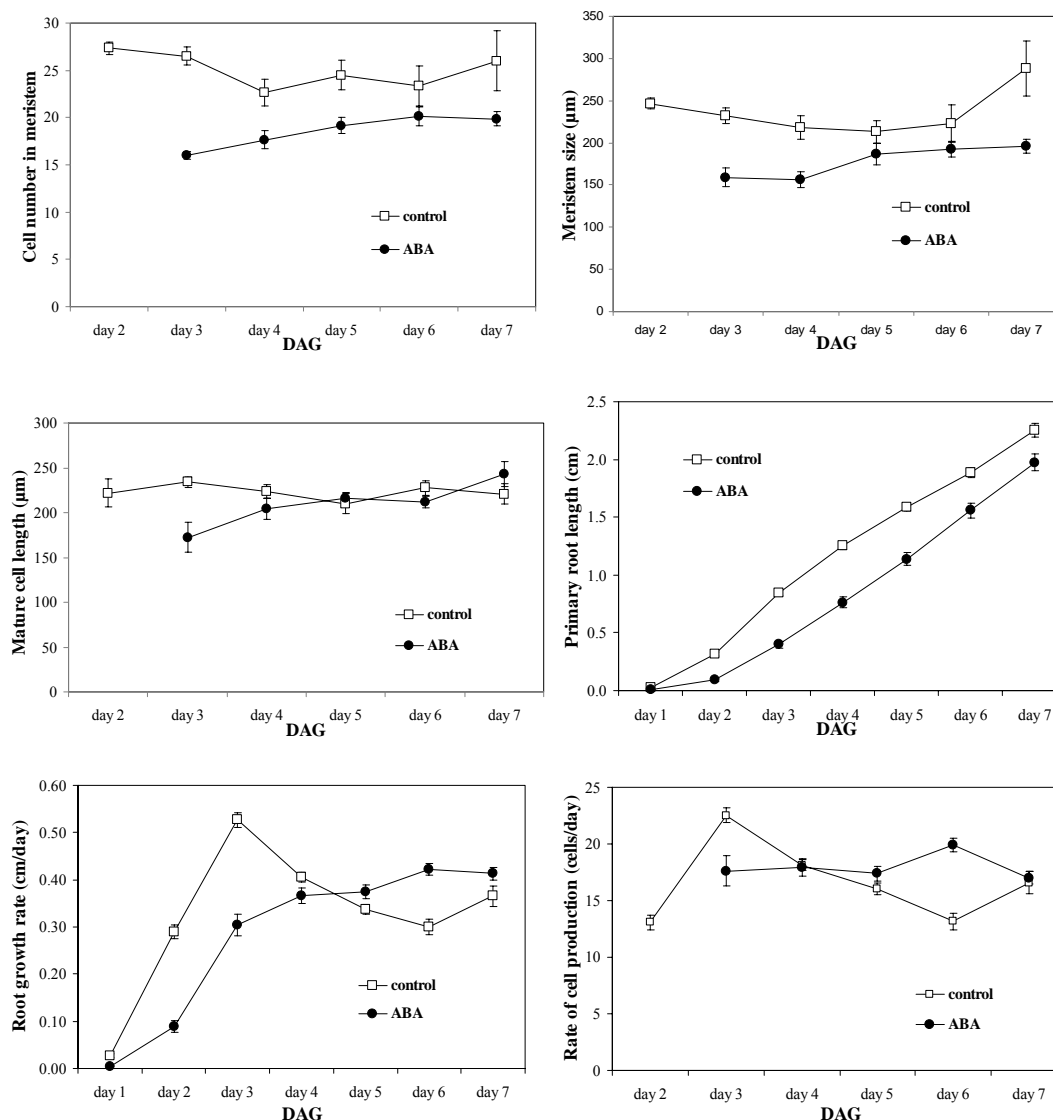 Cell number in meristem
30
25
20
15
10
5
0
control
ABA
day 2 day 3 day 4 day 5 day 6 day 7
DAG
Meristem size (µm)
350
300
250
200
150
100
50
0
control
ABA
day 2 day 3 day 4 day 5 day 6 day 7
DAG
Mature cell length (µm)
300
250
200
150
100
50
0
control
ABA
day 2 day 3 day 4 day 5 day 6 day 7
DAG
Primary root length (cm)
2.5
2.0
1.5
1.0
0.5
0.0
control
ABA
day 1 day 2 day 3 day 4 day 5 day 6 day 7
DAG
Root growth rate (cm/day)
0.60
0.50
0.40
0.30
0.20
0.10
0.00
control
ABA
day 1 day 2 day 3 day 4 day 5 day 6 day 7
DAG
Rate of cell production (cells/day)
25
20
15
10
5
0
control
ABA
day 2 day 3 day 4 day 5 day 6 day 7
DAG